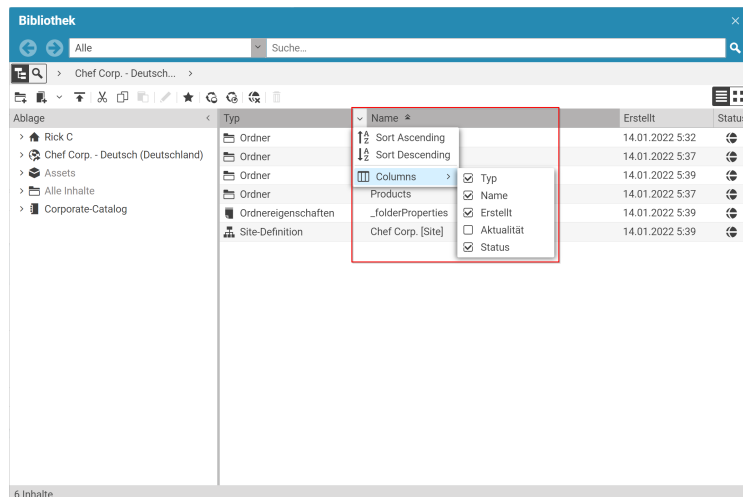 Bibliothek
Alle
Suche...
Chef Corp. - Deutsch...
Ablage
Typ
Name
Erstellt
Status
Rick C
Chef Corp. - Deutsch (Deutschland)
Assets
Alle Inhalte
Corporate-Catalog
Ordner
14.01.2022 5:32
Ordner
14.01.2022 5:37
Ordner
14.01.2022 5:39
Ordner
Products
14.01.2022 5:37
Ordnereigenschaften
_folderProperties
14.01.2022 5:39
Site-Definition
Chef Corp. [Site]
14.01.2022 5:39
Sort Ascending
Sort Descending
Columns
Typ
Name
Erstellt
Aktualität
Status
6 Inhalte